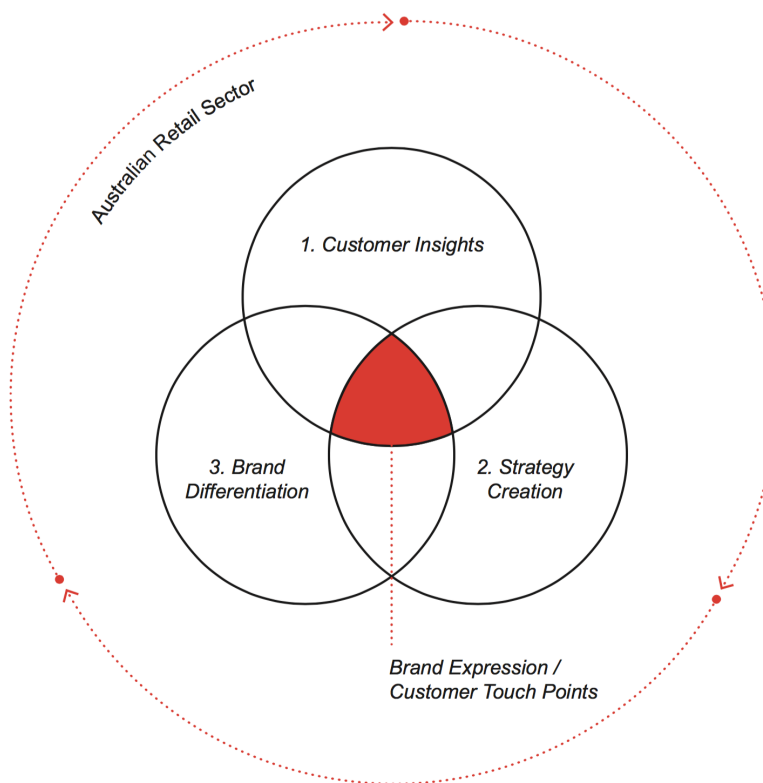 Australian Retail Sector
1. Customer Insights
3. Brand
Differentiation
2. Strategy
Creation
Brand Expression /
Customer Touch Points